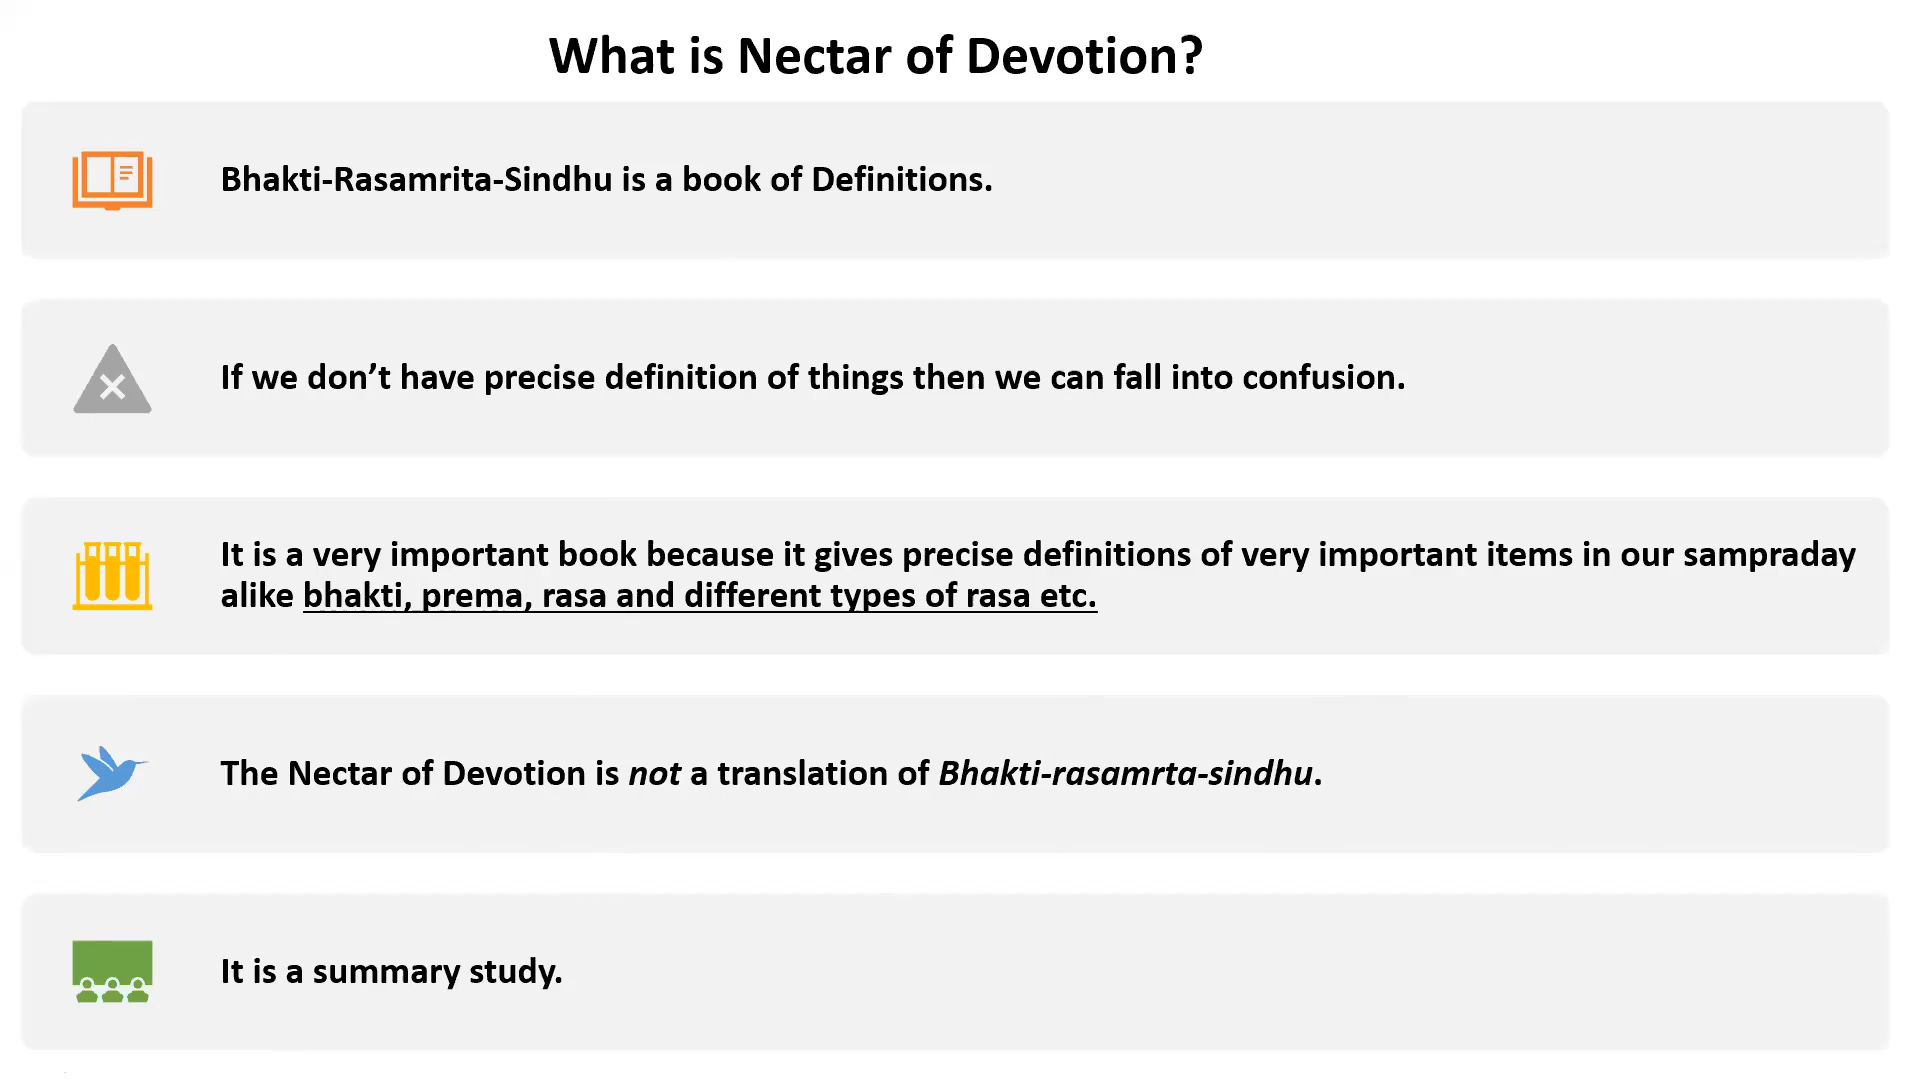 What is Nectar of Devotion?
Bhakti-Rasamrita-Sindhu is a book of Definitions.
If we don’t have precise definition of things then we can fall into confusion.
It is a very important book because it gives precise definitions of very important items in our sampraday
alike bhakti, prema, rasa and different types of rasa etc.
The Nectar of Devotion is not a translation of Bhakti-rasamrta-sindhu.
It is a summary study.